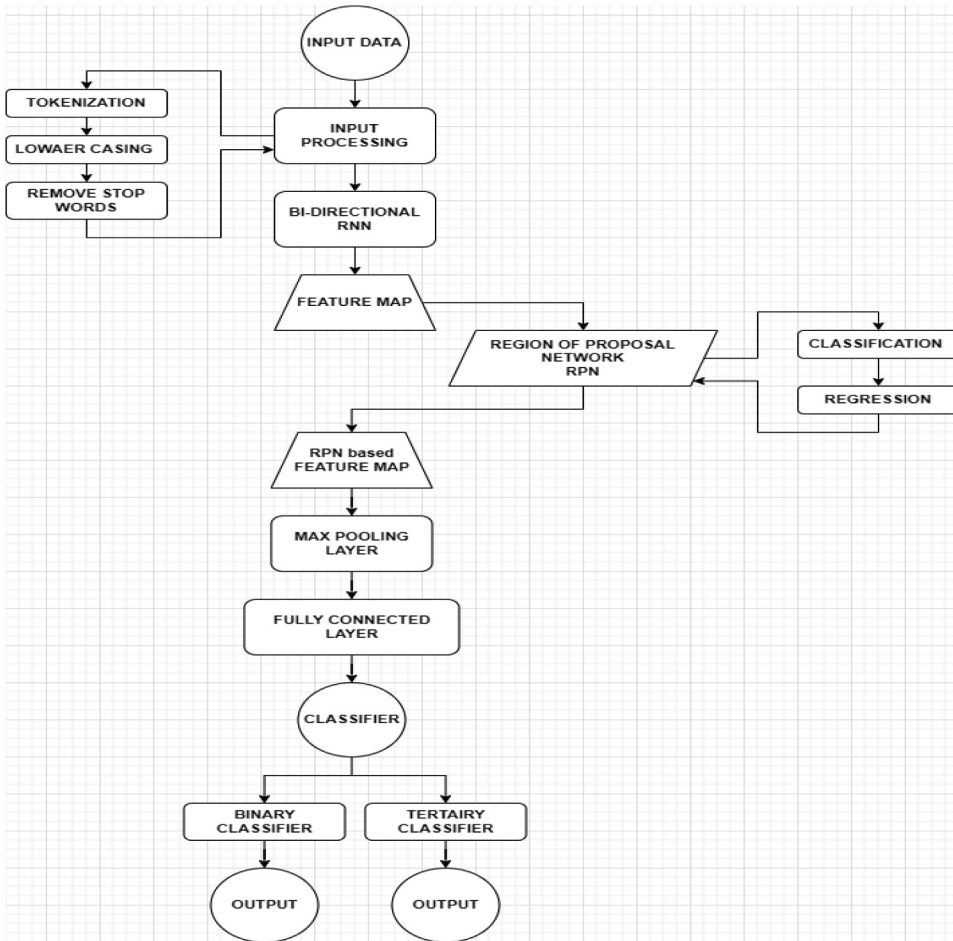 INPUT DATA
TOKENIZATION
LOWAER CASING
REMOVE STOP
WORDS
INPUT
PROCESSING
BI-DIRECTIONAL
RNN
FEATURE MAP
REGION OF PROPOSAL
NETWORK
RPN
CLASSIFICATION
REGRESSION
RPN based
FEATURE MAP
MAX POOLING
LAYER
FULLY CONNECTED
LAYER
CLASSIFIER
BINARY
CLASSIFIER
TERTAIRY
CLASSIFIER
OUTPUT
OUTPUT